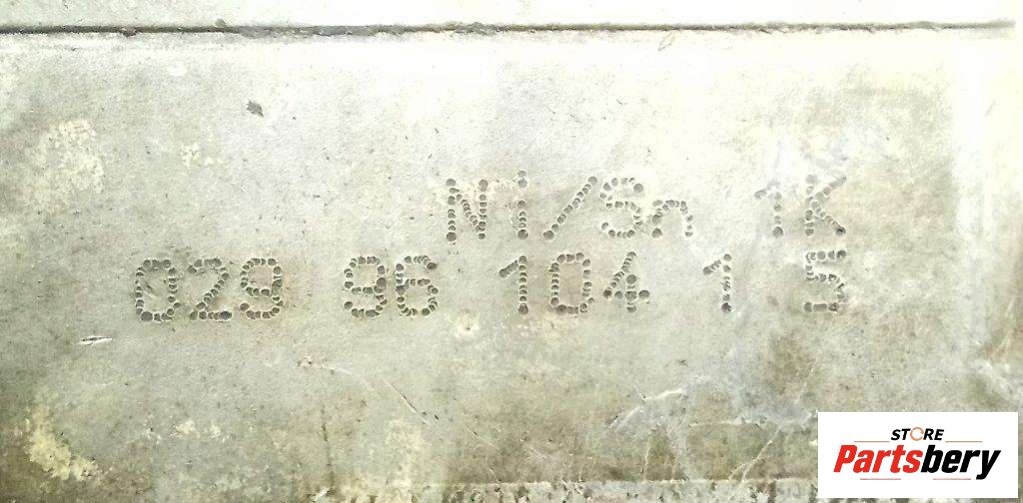 Ni/Sn 1K
029 96 104 1 5
STORE
Partsbery